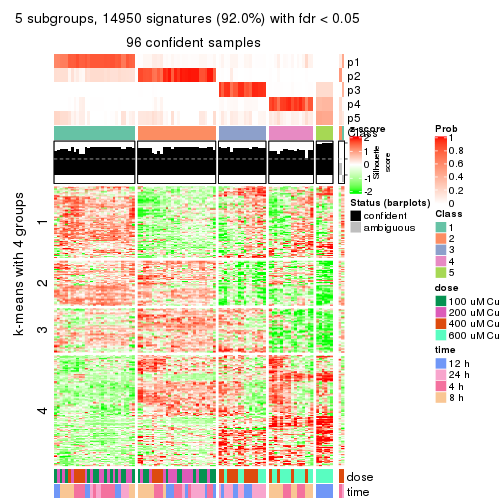 5 subgroups, 14950 signatures (92.0%) with fdr < 0.05
96 confident samples
p1
p2
p3
p4
p5
Class
z-score
2
1
0
-1
-2
Silhouette
score
k-means with 4 groups
1
2
3
4
dose
time
Status (barplots)
confident
ambiguous
Prob
1
0.8
0.6
0.4
0.2
0
Class
1
2
3
4
5
dose
100 uM Cu
200 uM Cu
400 uM Cu
600 uM Cu
time
12 h
24 h
4 h
8 h